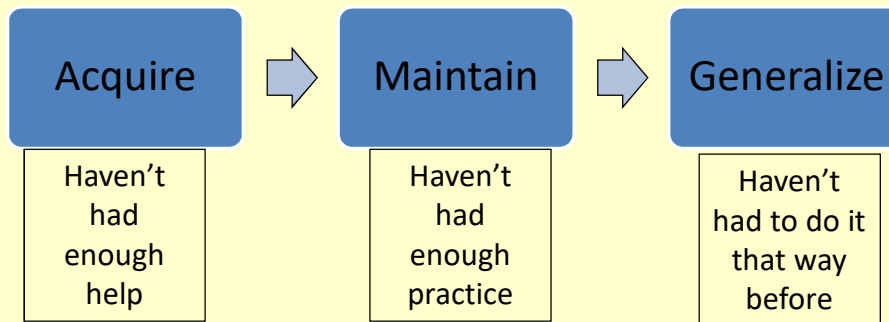 Acquire
Maintain
Generalize
Haven’t
had
enough
help
Haven’t
had
enough
practice
Haven’t
had to do it
that way
before